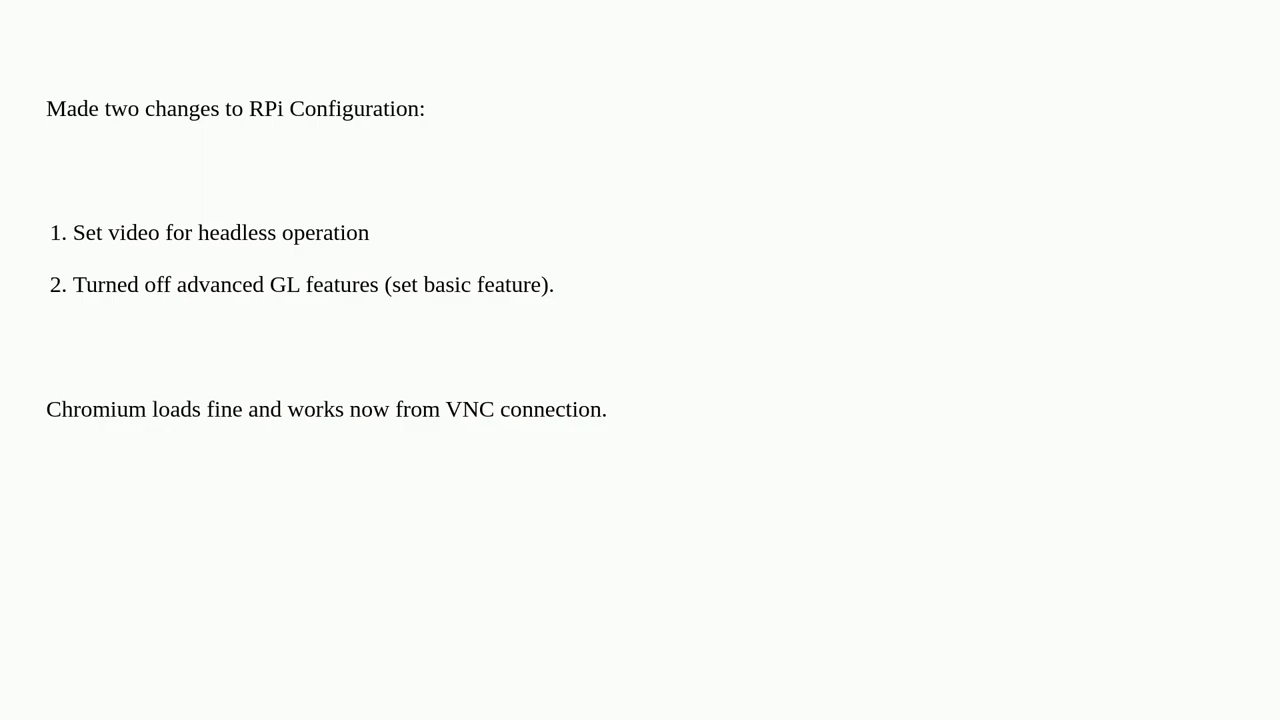 Made two changes to RPi Configuration:
1. Set video for headless operation
2. Turned off advanced GL features (set basic feature).
Chromium loads fine and works now from VNC connection.